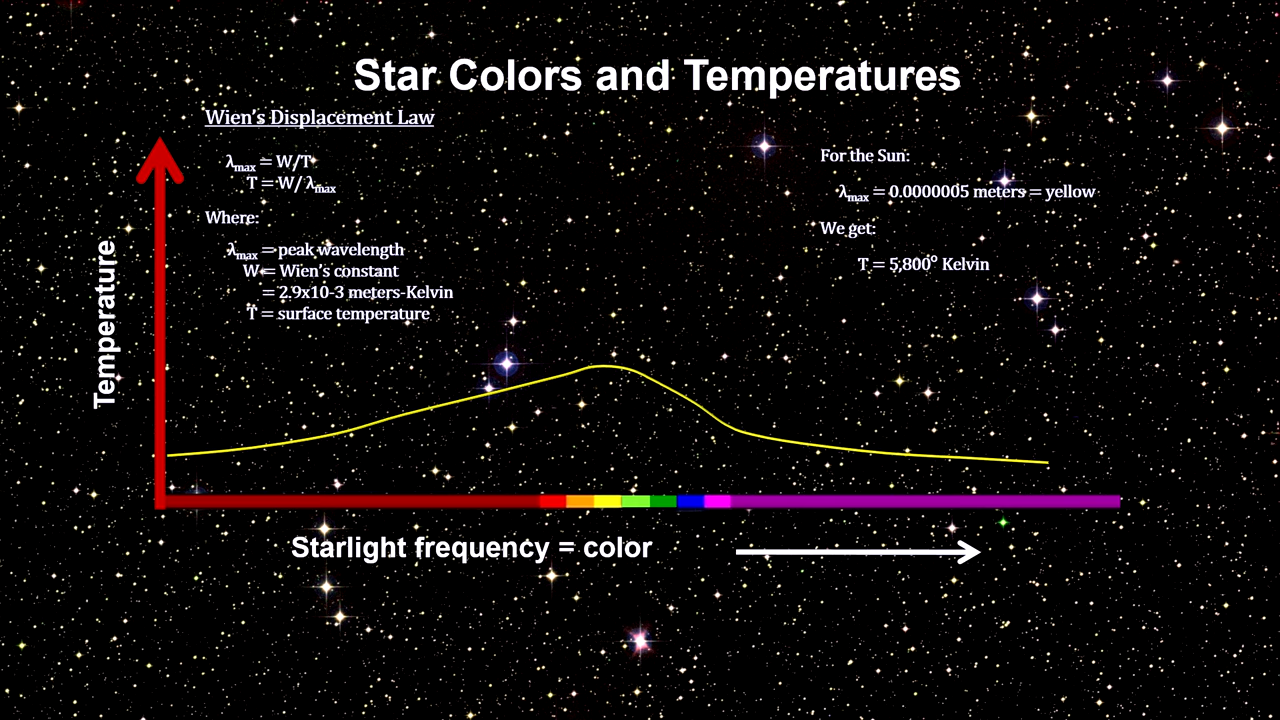 Star Colors and Temperatures
Wien's Displacement Law
λmax = W/T
T = W/ λmax
Where:
λmax = peak wavelength
W = Wien's constant
= 2.9x10-3 meters-Kelvin
T = surface temperature
For the Sun:
λmax = 0.0000005 meters = yellow
We get:
T = 5,800° Kelvin
Temperature
Starlight frequency = color